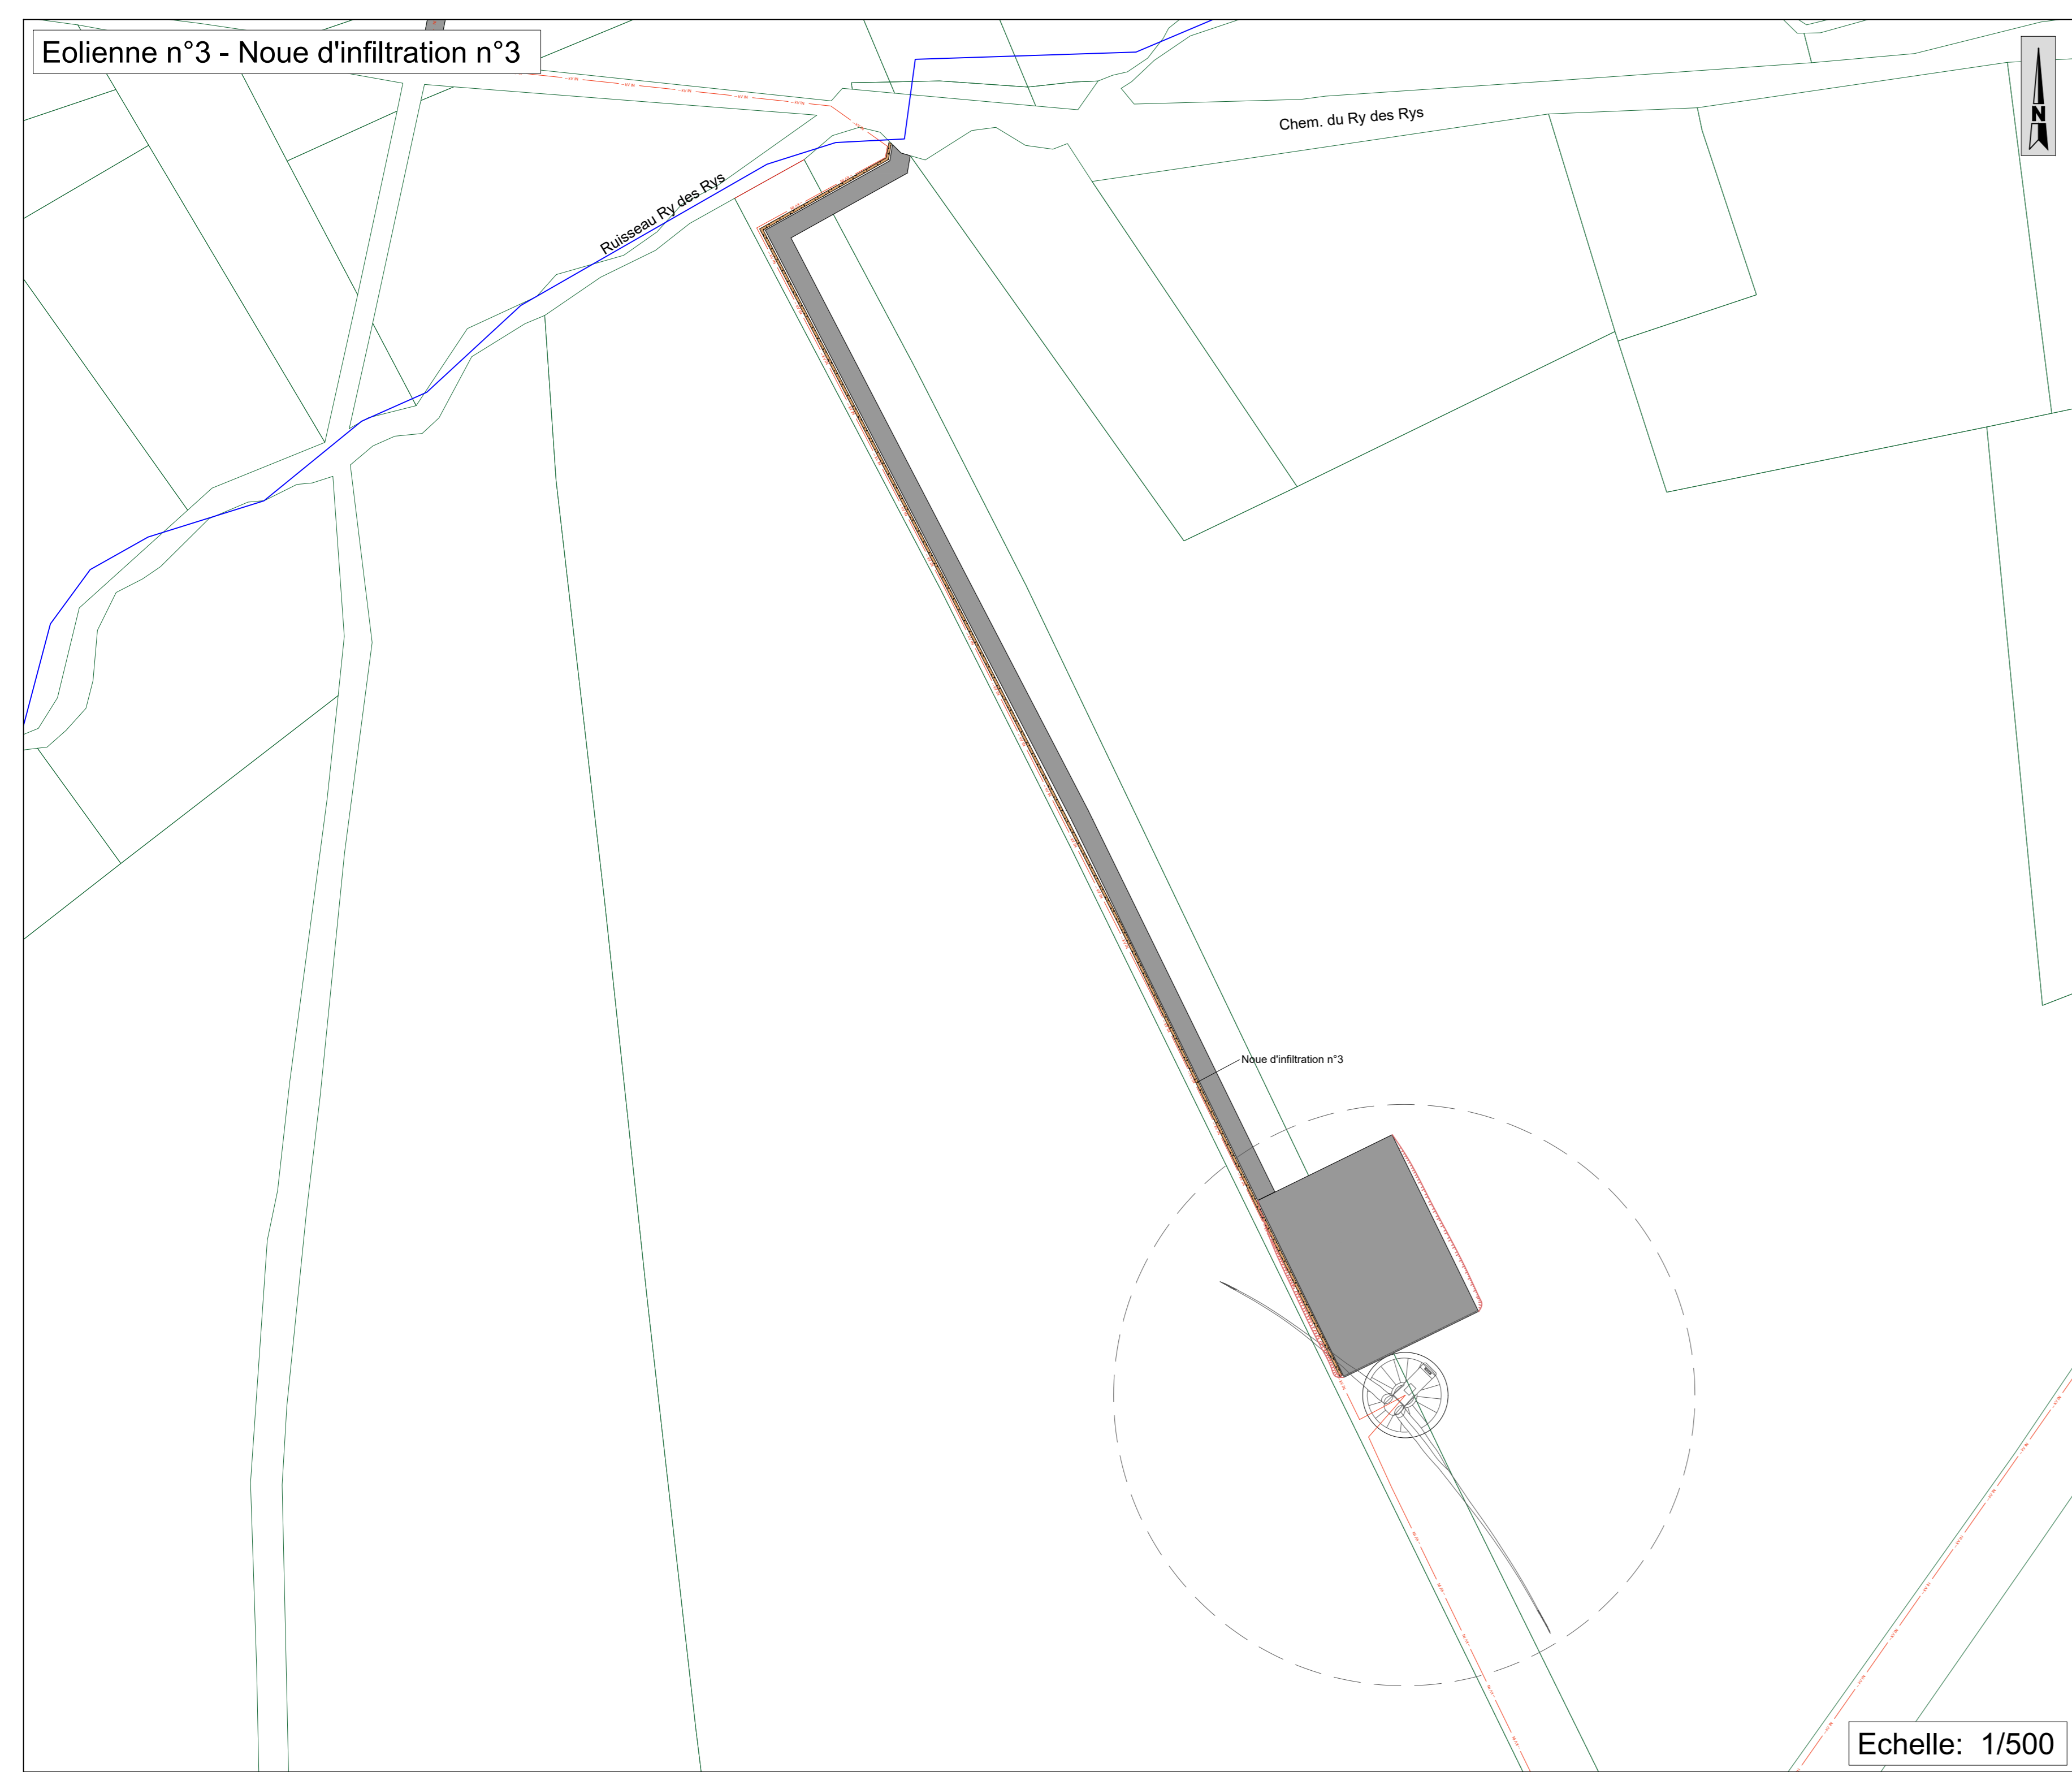 Eolienne n°3 - Noue d'infiltration n°3
N
Chem. du Ry des Rys
Ruisseau Ry des Rys
Noue d'infiltration n°3
Echelle: 1/500